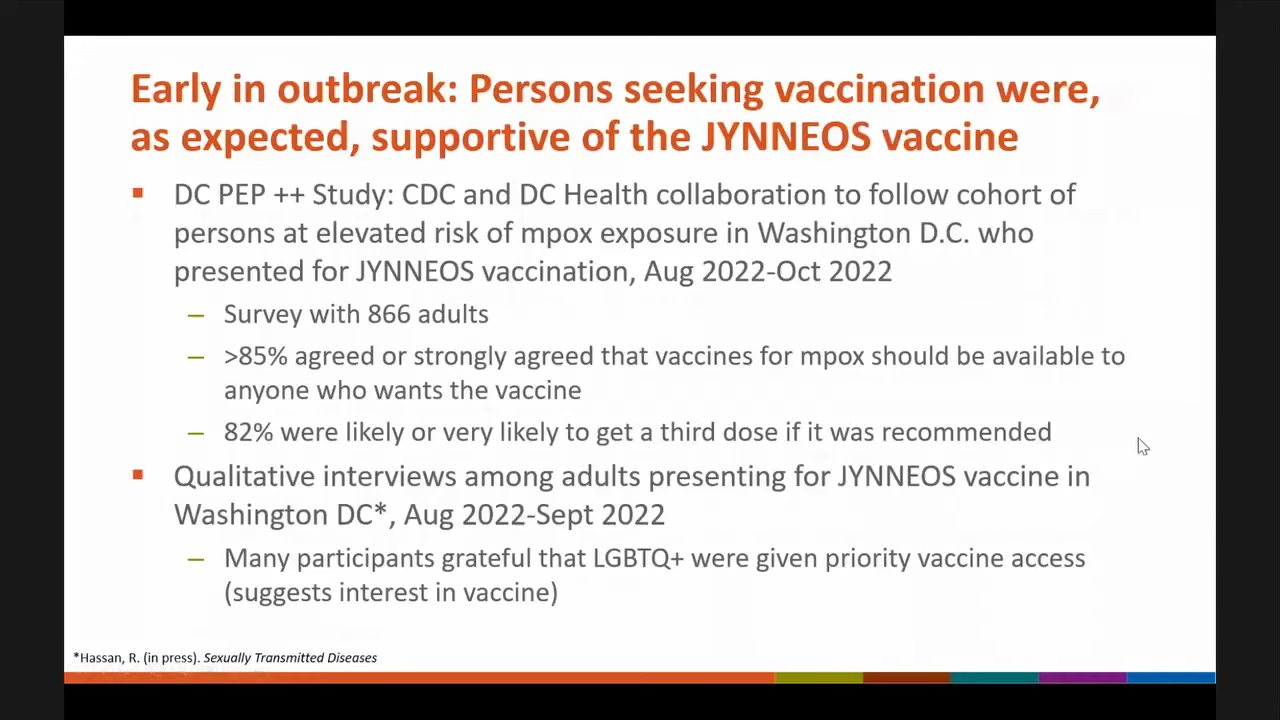 Early in outbreak: Persons seeking vaccination were,
as expected, supportive of the JYNNEOS vaccine
▪ DC PEP ++ Study: CDC and DC Health collaboration to follow cohort of
persons at elevated risk of mpox exposure in Washington D.C. who
presented for JYNNEOS vaccination, Aug 2022-Oct 2022
– Survey with 866 adults
– >85% agreed or strongly agreed that vaccines for mpox should be available to
anyone who wants the vaccine
– 82% were likely or very likely to get a third dose if it was recommended
▪ Qualitative interviews among adults presenting for JYNNEOS vaccine in
Washington DC*, Aug 2022-Sept 2022
– Many participants grateful that LGBTQ+ were given priority vaccine access
(suggests interest in vaccine)
*Hassan, R. (in press). Sexually Transmitted Diseases